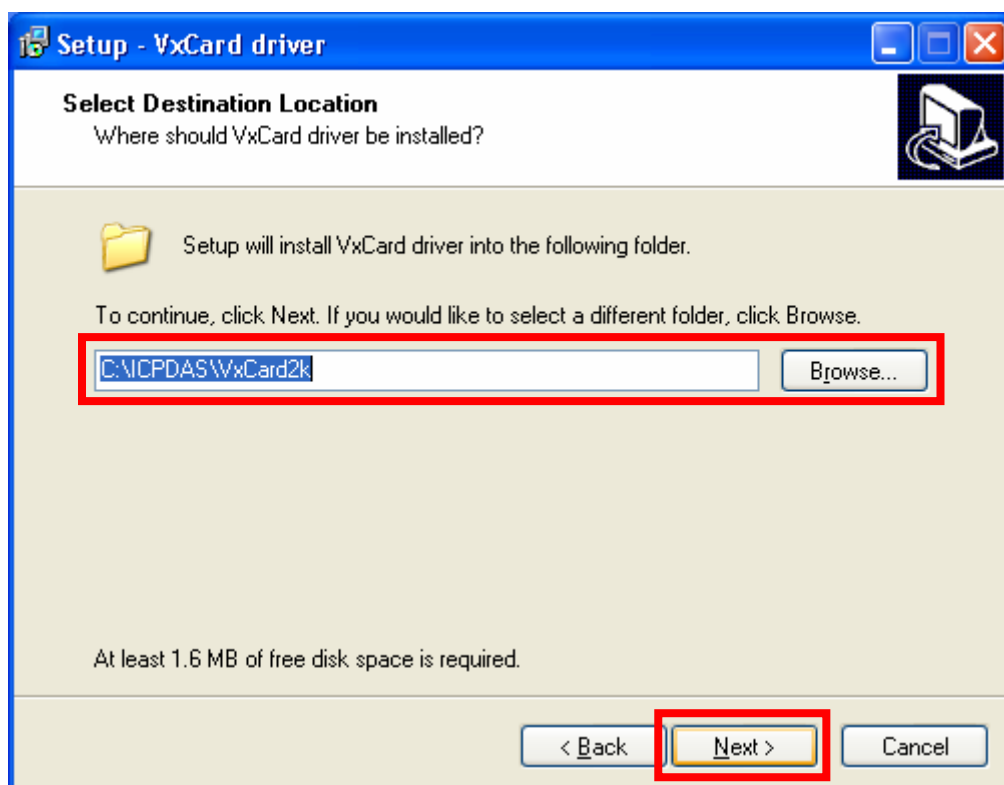 Setup - VxCard driver
Select Destination Location
Where should VxCard driver be installed?
Setup will install VxCard driver into the following folder.
To continue, click Next. If you would like to select a different folder, click Browse.
C:\ICPDAS\VxCard2k
Browse...
At least 1.6 MB of free disk space is required.
< Back
Next >
Cancel